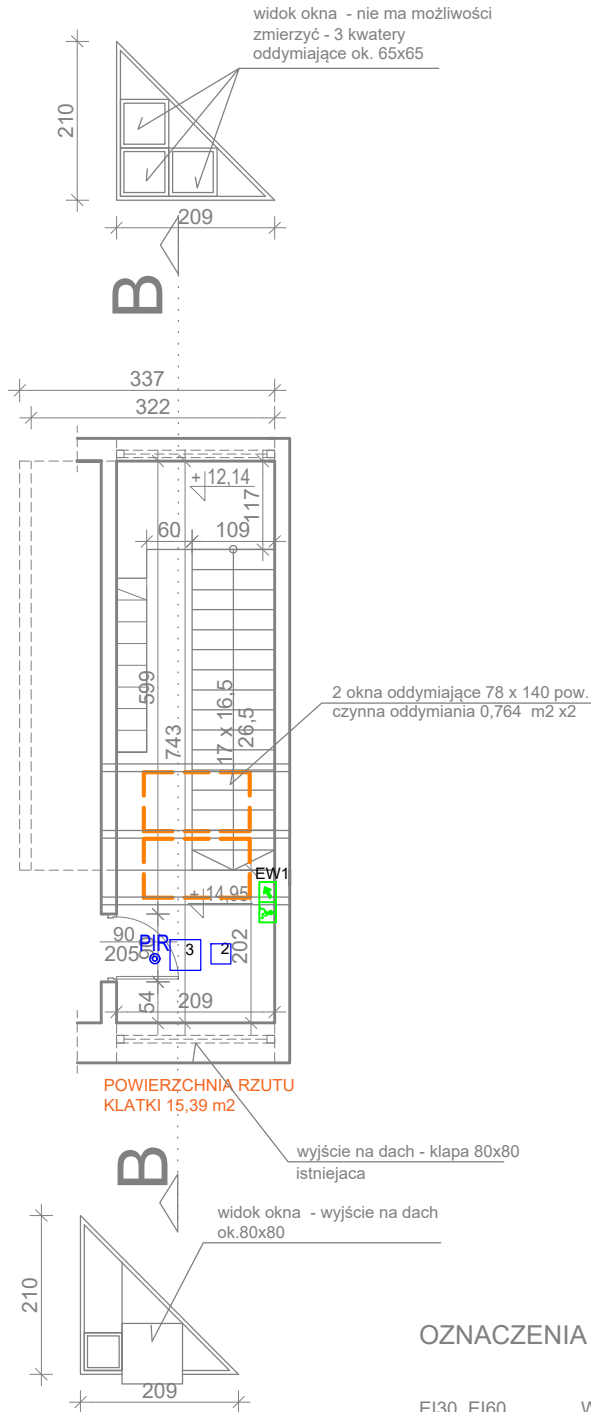 widok okna - nie ma możliwości
zmierzyć - 3 kwatery
oddymiające ok. 65x65
210
209
B
337
322
+ 12,14
117
60
109
599
743
17 x 16,5
26,5
2 okna oddymiające 78 x 140 pow.
czynna oddymiania 0,764 m2 x2
EW1
+ 14,95
90
205
PIR
3
2
202
54
209
POWIERZCHNIA RZUTU
KLATKI 15,39 m2
wyjście na dach - klapa 80x80
istniejaca
B
widok okna - wyjście na dach
ok.80x80
210
209
OZNACZENIA
EI30, EI60
W